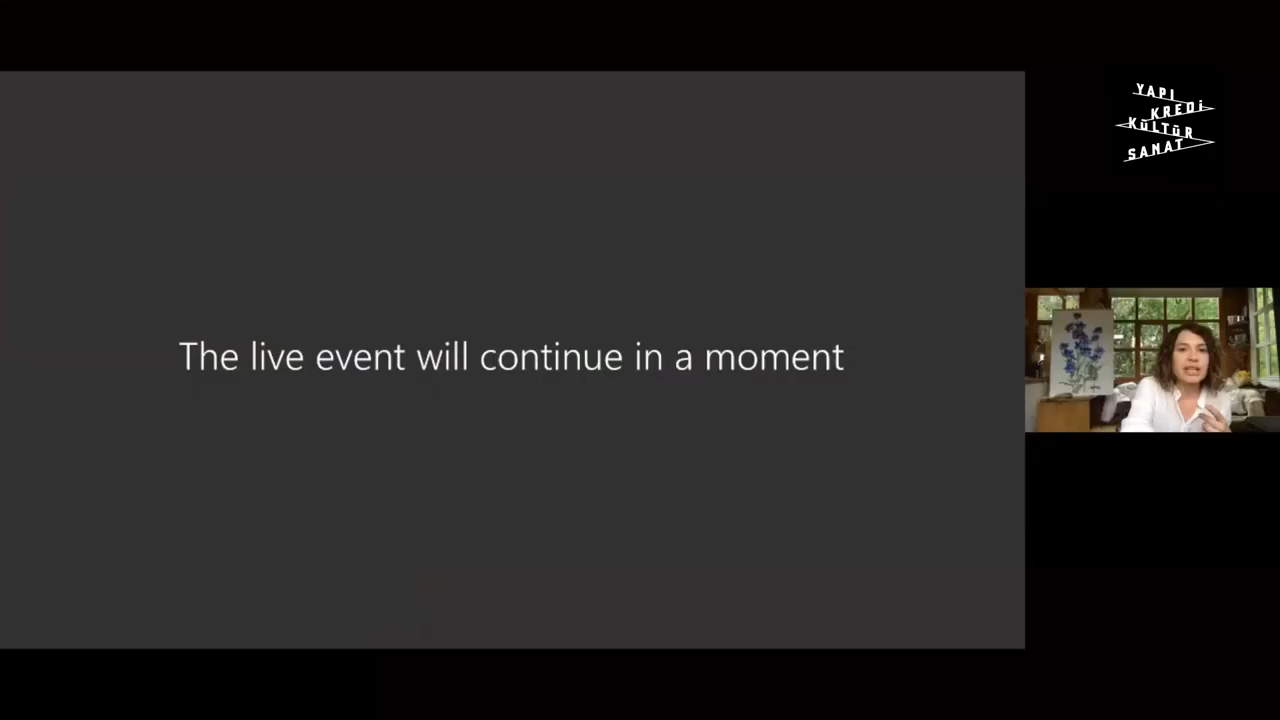 The live event will continue in a moment
YAPI
KREDİ
KÜLTÜR
SANAT